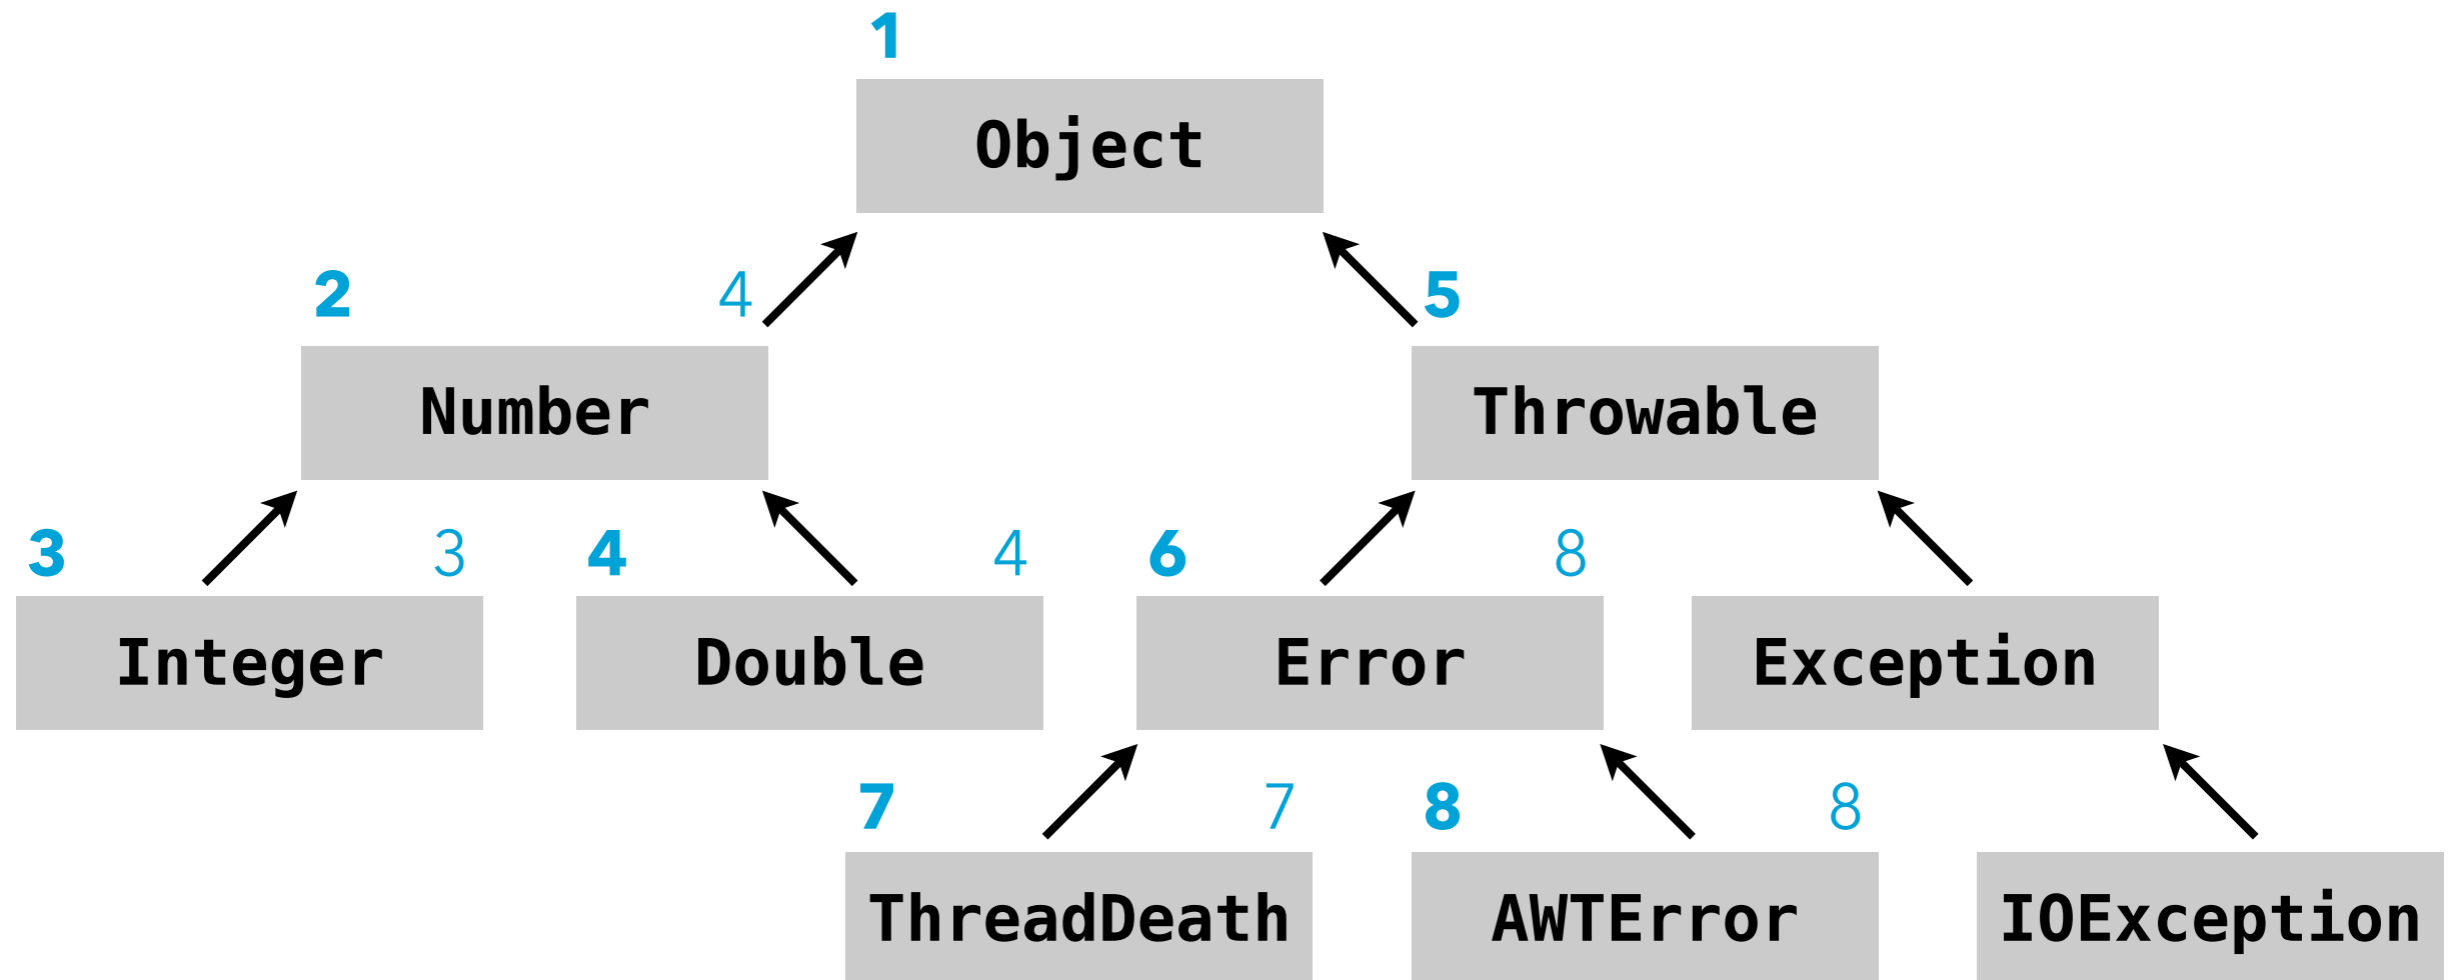 1
Object
2 4 5
Number Throwable
3 3 4 4 6 8
Integer Double Error Exception
7 7 8 8
ThreadDeath AWTError IOException